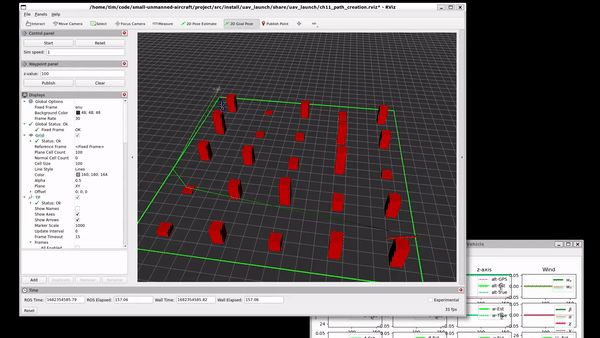 /home/tim/code/small-unmanned-aircraft/project/src/install/uav_launch/share/uav_launch/ch11_path_creation.rviz* - RViz
File Panels Help
Interact Move Camera Select Focus Camera Measure 2D Pose Estimate 2D Goal Pose Publish Point
Control panel
Start Reset
Sim speed: 1
Waypoint panel
z-value: 100
Publish Clear
Displays
Global Options
Fixed Frame enu
Background Color 48; 48; 48
Frame Rate 30
Global Status: Ok
Fixed Frame OK
Grid
Status: Ok
Reference Frame <Fixed Frame>
Plane Cell Count 100
Normal Cell Count 0
Cell Size 100
Line Style Lines
Color 160; 160; 164
Alpha 0.5
Plane XY
Offset 0; 0; 0
TF
Status: Ok
Show Names
Show Axes
Show Arrows
Marker Scale 1000
Update Interval 0
Frame Timeout 15
Frames
All Enabled
Add Duplicate Remove Rename
Time
ROS Time: 1682354585.79 ROS Elapsed: 157.06 Wall Time: 1682354585.82 Wall Elapsed: 157.06 Experimental
Reset 31 fps
z-axis Wind
alt-GPS
alt-Est
alt-True
w-Est
w-True
0.05
0.00
-0.05